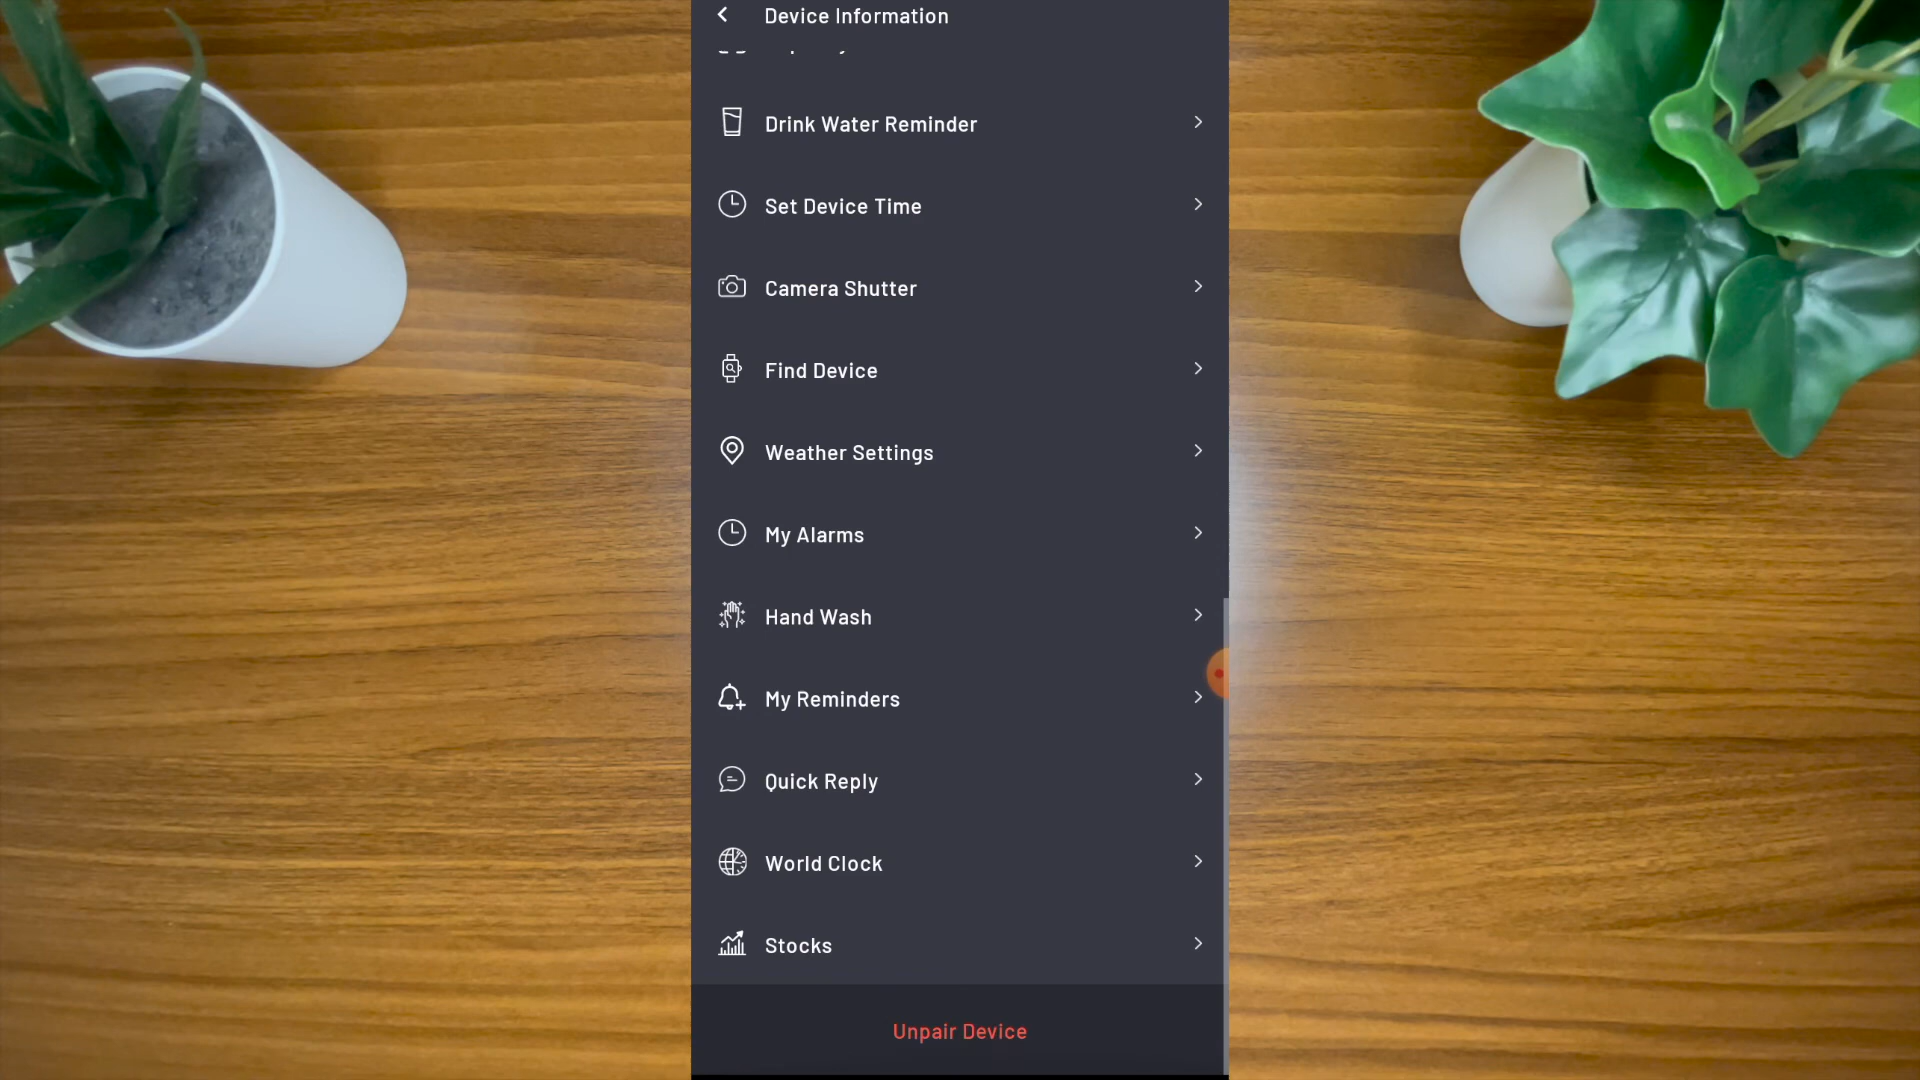 Device Information
Drink Water Reminder
Set Device Time
Camera Shutter
Find Device
Weather Settings
My Alarms
Hand Wash
My Reminders
Quick Reply
World Clock
Stocks
Unpair Device